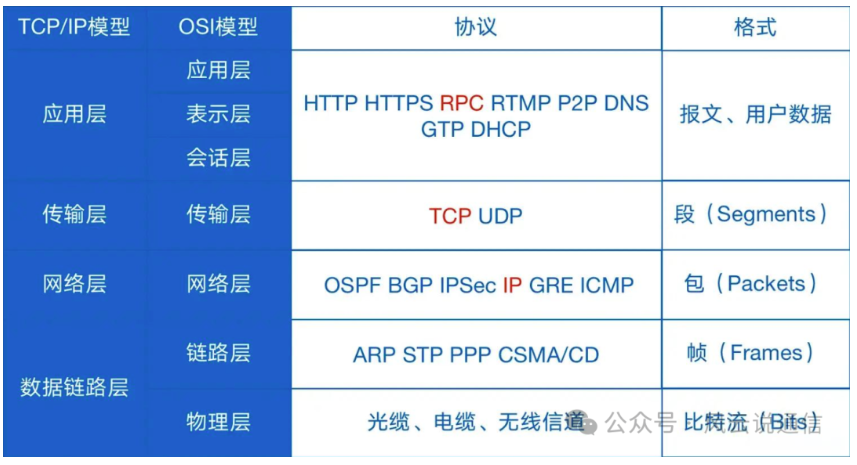 TCP/IP模型 OSI模型 协议 格式
应用层
应用层 表示层 HTTP HTTPS RPC RTMP P2P DNS 报文、用户数据
GTP DHCP
会话层
传输层 传输层 TCP UDP 段（Segments）
网络层 网络层 OSPF BGP IPSec IP GRE ICMP 包（Packets）
链路层 ARP STP PPP CSMA/CD 帧（Frames）
数据链路层
物理层 光缆、电缆、无线信道 比特流（Bits）
公众号 说通信